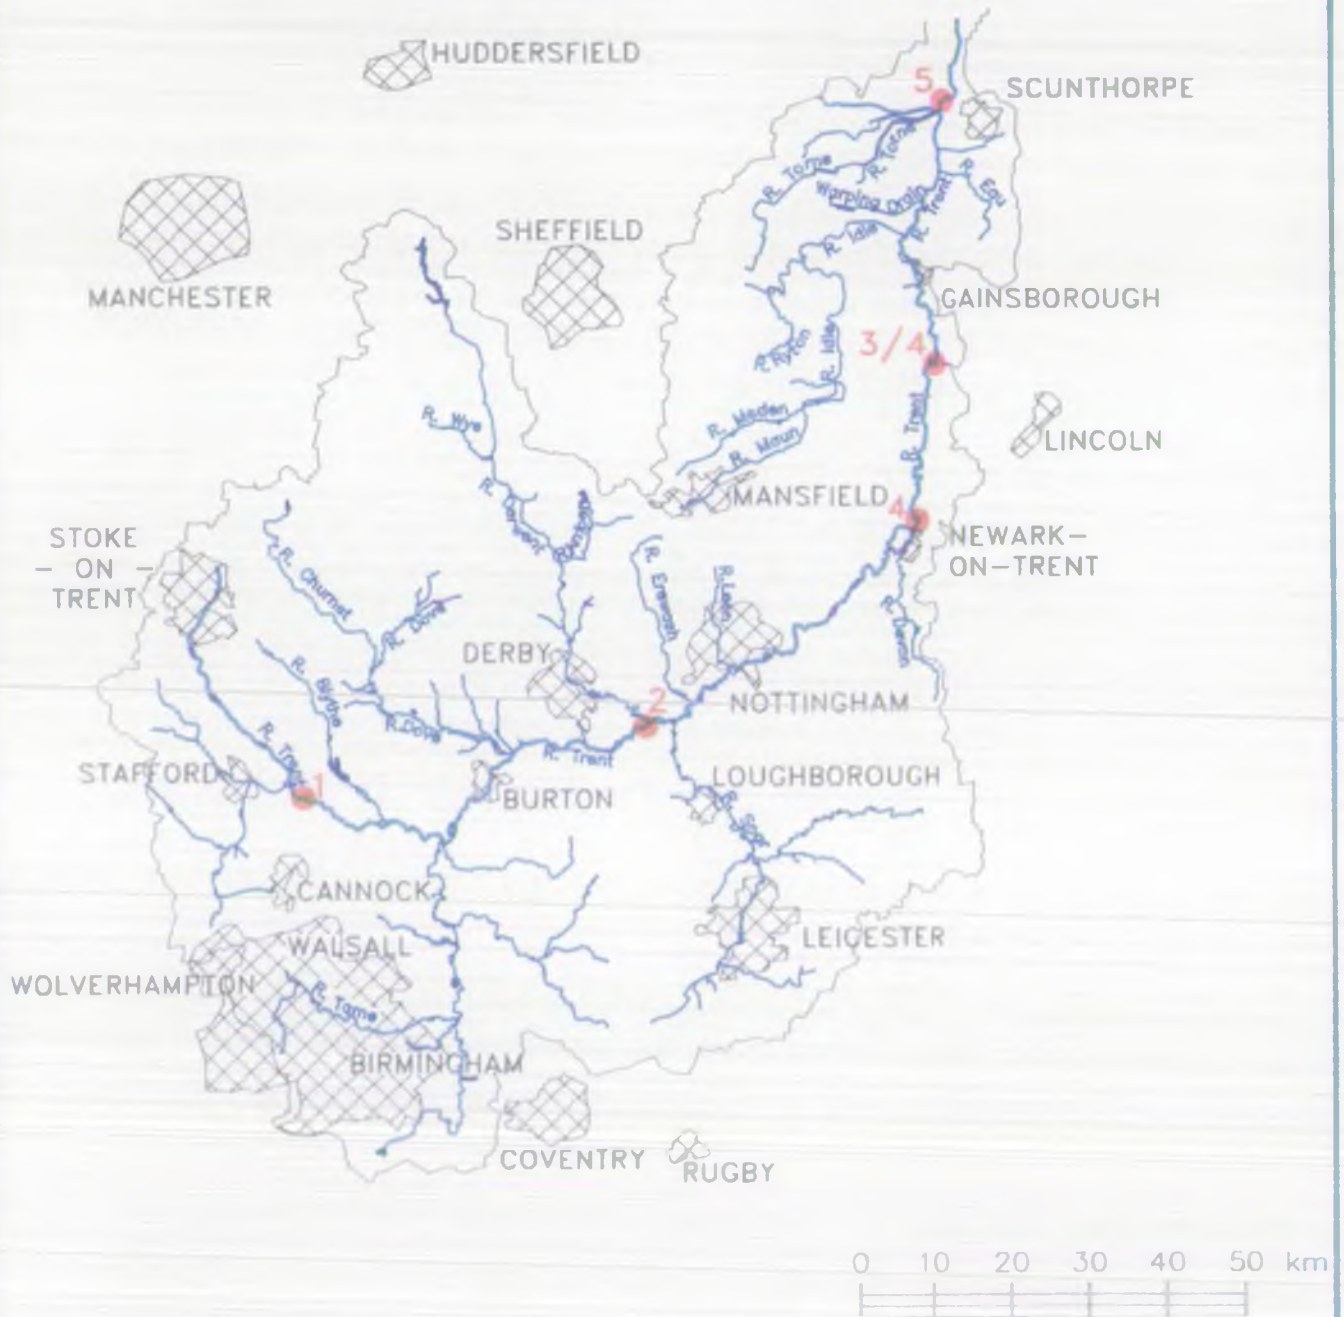 HUDDERSFIELD
5
SCUNTHORPE
R. Torne
R. Torne
R. Eau
Warping Drain
R. Trent
MANCHESTER
SHEFFIELD
R. Idle
GAINSBOROUGH
3/4
R. Ryton
R. Idle
R. Wye
R. Meden
R. Maun
R. Trent
LINCOLN
MANSFIELD
4
R. Derwent
STOKE
- ON -
TRENT
NEWARK-
ON-TRENT
R. Churnet
R. Dove
R. Erewash
R. Leen
R. Devon
DERBY
R. Blythe
R. Dove
2
NOTTINGHAM
R. Trent
R. Trent
STAFFORD
1
BURTON
LOUGHBOROUGH
R. Soar
CANNOCK
WALSALL
LEICESTER
WOLVERHAMPTON
R. Tame
BIRMINGHAM
COVENTRY
RUGBY
0 10 20 30 40 50 km